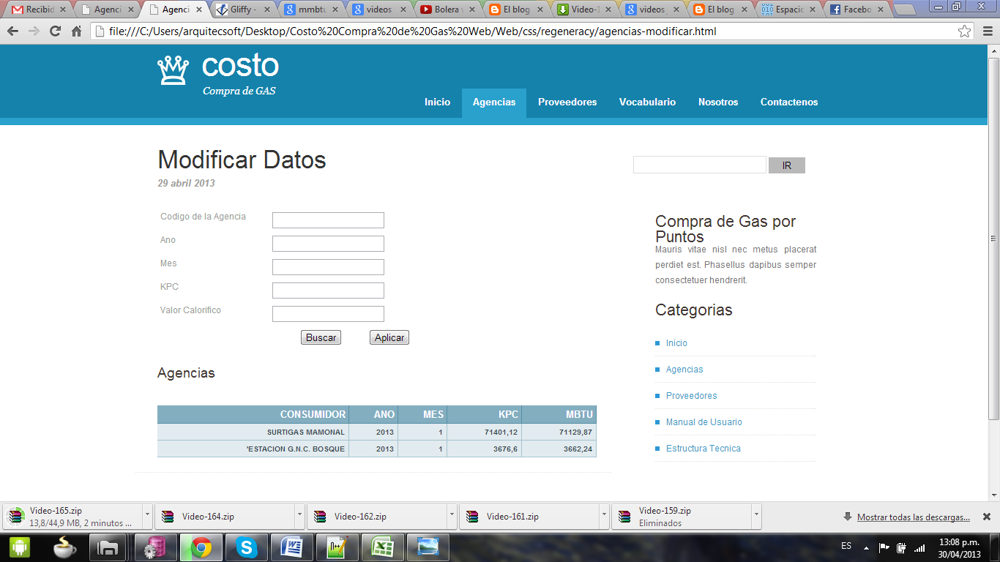 Recibid
Agenci
Agenci
Gliffy -
mmbtu
videos
Bolera v
El blog
Video-1
videos
El blog
Espacio
Facebo
file:///C:/Users/arquitecsoft/Desktop/Costo%20Compra%20de%20Gas%20Web/Web/css/regeneracy/agencias-modificar.html
costo
Compra de GAS
Inicio Agencias Proveedores Vocabulario Nosotros Contactenos
Modificar Datos
29 abril 2013
IR
Codigo de la Agencia
Ano
Mes
KPC
Valor Calorifico
Buscar Aplicar
Agencias
CONSUMIDOR ANO MES KPC MBTU
SURTIGAS MAMONAL 2013 1 71401,12 71129,87
'ESTACION G.N.C. BOSQUE 2013 1 3676,6 3662,24
Compra de Gas por
Puntos
Mauris vitae nisl nec metus placerat
perdiet est. Phasellus dapibus semper
consectetuer hendrerit.
Categorias
Inicio
Agencias
Proveedores
Manual de Usuario
Estructura Tecnica
Video-165.zip
13,8/44,9 MB, 2 minutos ...
Video-164.zip
Video-162.zip
Video-161.zip
Video-159.zip
Eliminados
Mostrar todas las descargas...
ES
13:08 p.m.
30/04/2013